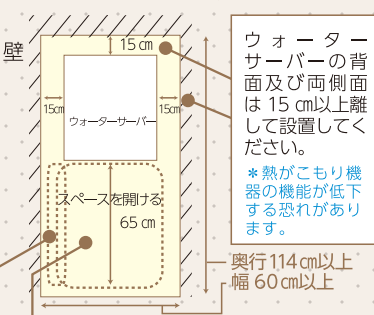 壁
15㎝
15㎝
15㎝
ウォーターサーバー
スペースを開ける
65㎝
ウォーター
サーバーの背
面及び両側面
は15㎝以上離
して設置してく
ださい。
＊熱がこもり機
器の機能が低下
する恐れがあり
ます。
奥行114㎝以上
幅60㎝以上